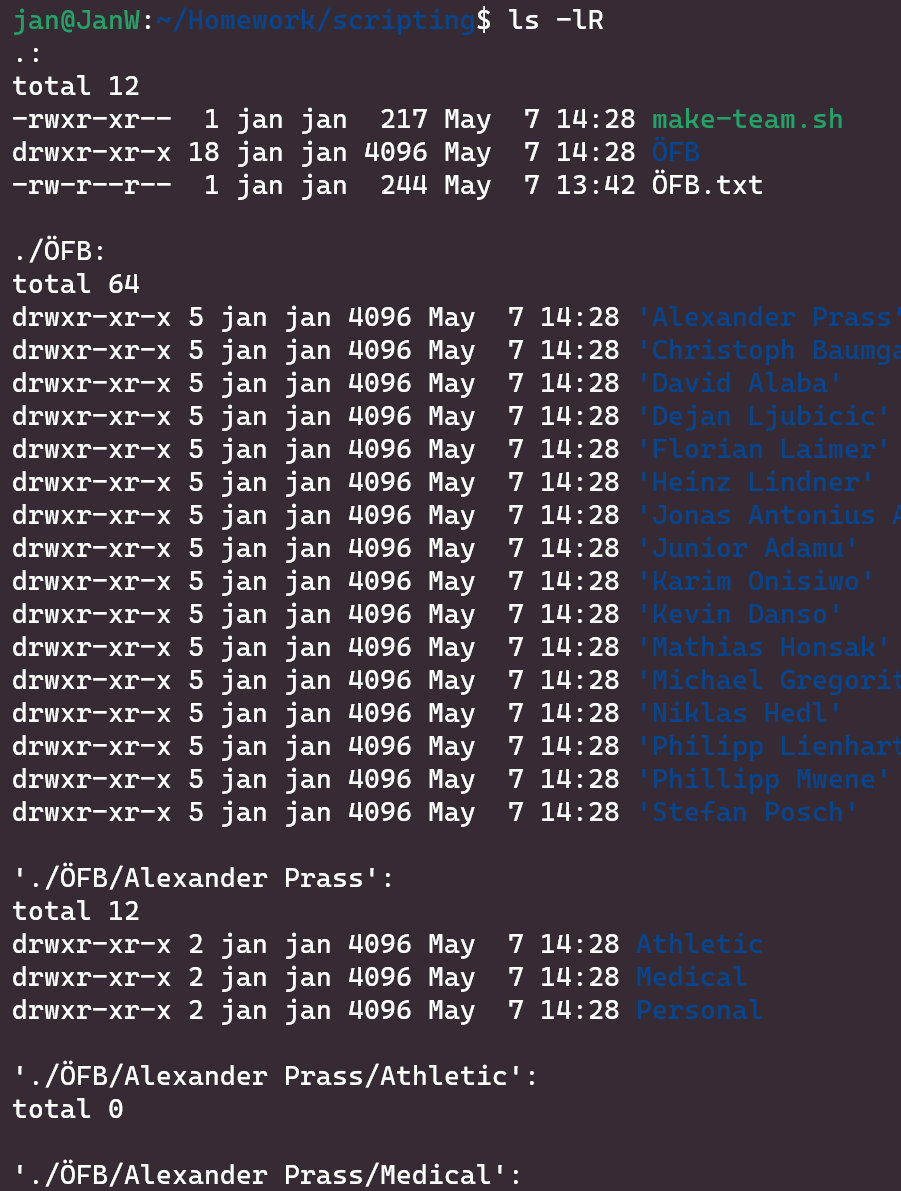 jan@JanW:~/Homework/scripting$ ls -lR
.:
total 12
-rwxr-xr-- 1 jan jan 217 May 7 14:28 make-team.sh
drwxr-xr-x 18 jan jan 4096 May 7 14:28 ÖFB
-rw-r--r-- 1 jan jan 244 May 7 13:42 ÖFB.txt
./ÖFB:
total 64
drwxr-xr-x 5 jan jan 4096 May 7 14:28 'Alexander Prass'
drwxr-xr-x 5 jan jan 4096 May 7 14:28 'Christoph
drwxr-xr-x 5 jan jan 4096 May 7 14:28 'David Alaba'
drwxr-xr-x 5 jan jan 4096 May 7 14:28 'Dejan Ljubicic'
drwxr-xr-x 5 jan jan 4096 May 7 14:28 'Florian Laimer'
drwxr-xr-x 5 jan jan 4096 May 7 14:28 'Heinz Lindner'
drwxr-xr-x 5 jan jan 4096 May 7 14:28 'Jonas Antonius
drwxr-xr-x 5 jan jan 4096 May 7 14:28 'Junior Adamu'
drwxr-xr-x 5 jan jan 4096 May 7 14:28 'Karim Onisiwo'
drwxr-xr-x 5 jan jan 4096 May 7 14:28 'Kevin Danso'
drwxr-xr-x 5 jan jan 4096 May 7 14:28 'Mathias Honsak'
drwxr-xr-x 5 jan jan 4096 May 7 14:28 'Michael
drwxr-xr-x 5 jan jan 4096 May 7 14:28 'Niklas Hedl'
drwxr-xr-x 5 jan jan 4096 May 7 14:28 'Philipp Lienhart
drwxr-xr-x 5 jan jan 4096 May 7 14:28 'Phillipp Mwene'
drwxr-xr-x 5 jan jan 4096 May 7 14:28 'Stefan Posch'
'./ÖFB/Alexander Prass':
total 12
drwxr-xr-x 2 jan jan 4096 May 7 14:28 Athletic
drwxr-xr-x 2 jan jan 4096 May 7 14:28 Medical
drwxr-xr-x 2 jan jan 4096 May 7 14:28 Personal
'./ÖFB/Alexander Prass/Athletic':
total 0
'./ÖFB/Alexander Prass/Medical':